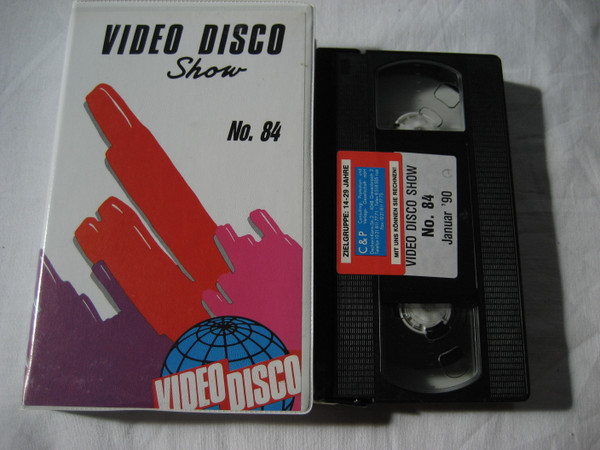 VIDEO DISCO
Show
No. 84
VIDEO DISCO
ZIELGRUPPE: 14-29 JAHRE
C & P
MIT UNS KÖNNEN SIE RECHNEN!
VIDEO DISCO SHOW
No. 84
Januar '90